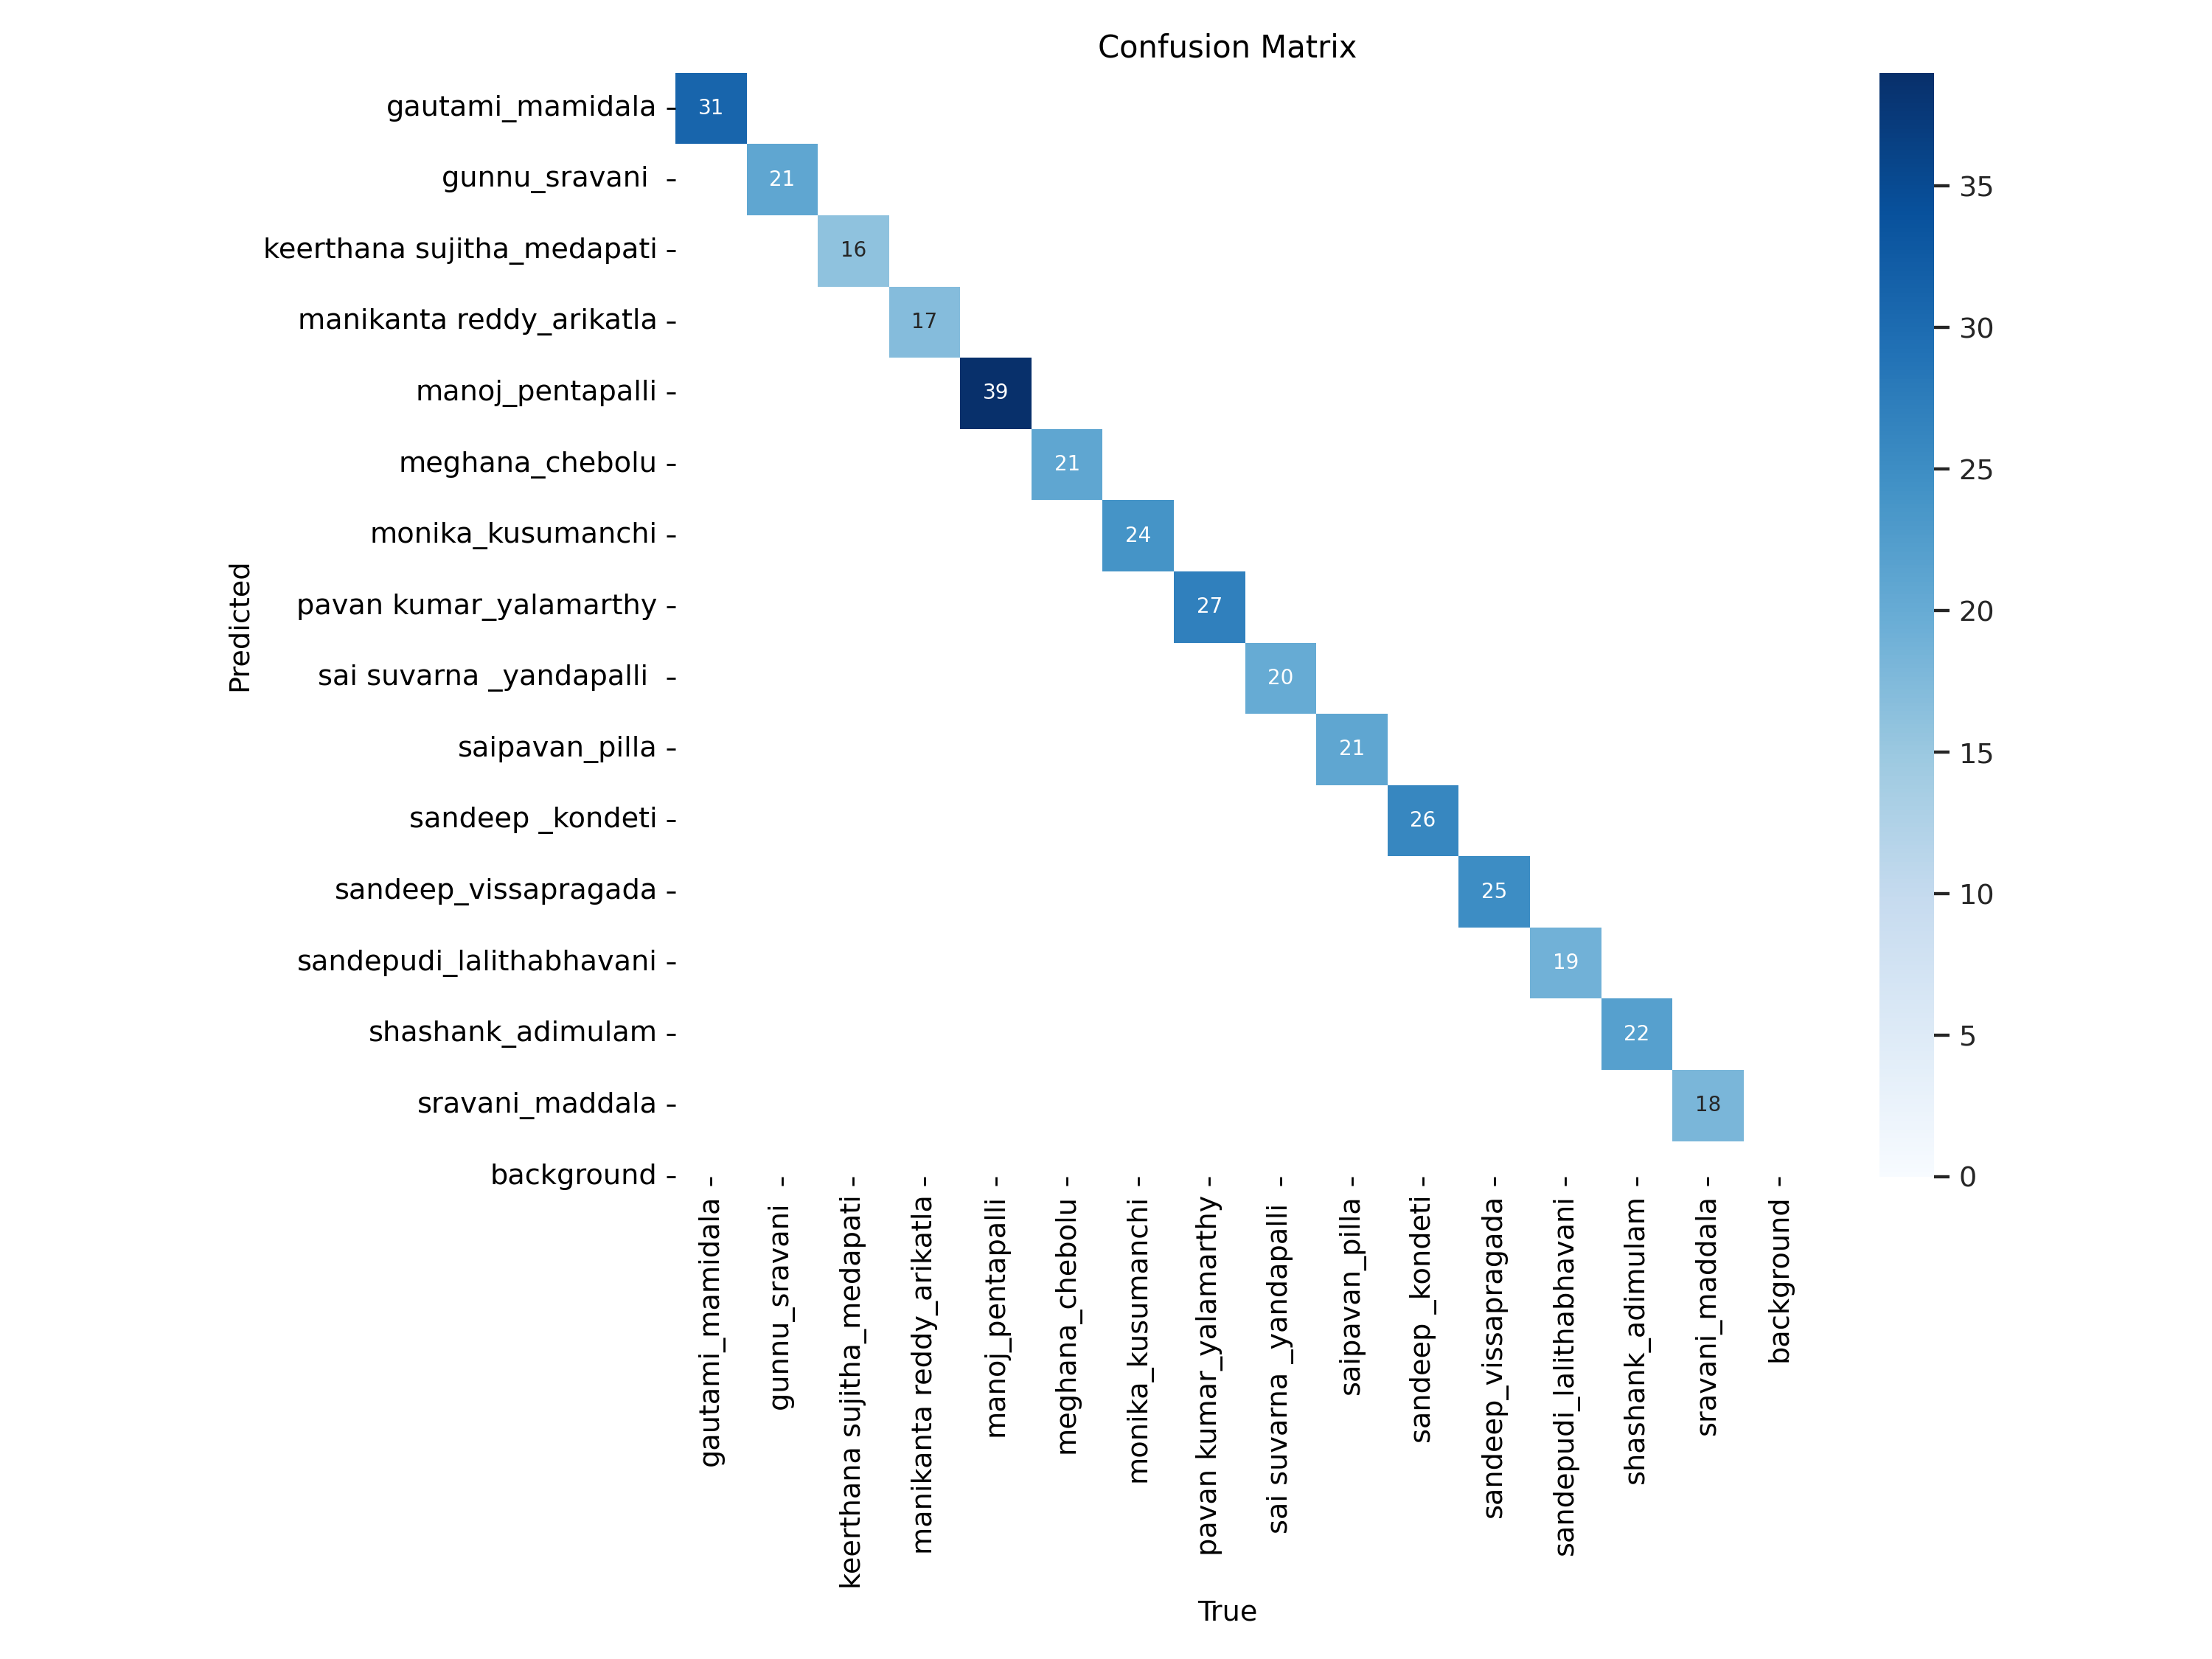 Confusion Matrix
gautami_mamidala 31
gunnu_sravani 21
keerthana sujitha_medapati 16
manikanta reddy_arikatla 17
manoj_pentapalli 39
meghana_chebolu 21
monika_kusumanchi 24
pavan kumar_yalamarthy 27
sai suvarna _yandapalli 20
saipavan_pilla 21
sandeep _kondeti 26
sandeep_vissapragada 25
sandepudi_lalithabhavani 19
shashank_adimulam 22
sravani_maddala 18
background
Predicted
gautami_mamidala
gunnu_sravani
keerthana sujitha_medapati
manikanta reddy_arikatla
manoj_pentapalli
meghana_chebolu
monika_kusumanchi
pavan kumar_yalamarthy
sai suvarna _yandapalli
saipavan_pilla
sandeep _kondeti
sandeep_vissapragada
sandepudi_lalithabhavani
shashank_adimulam
sravani_maddala
background
True
35
30
25
20
15
10
5
0